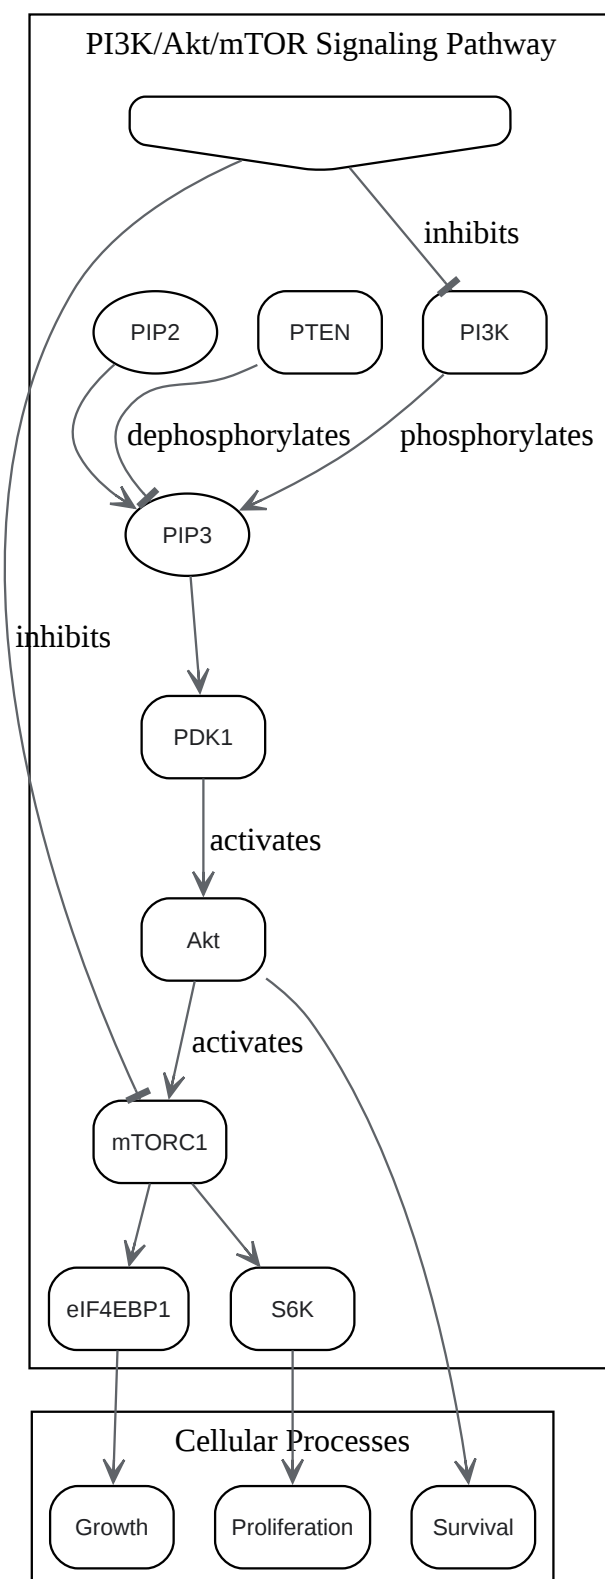 PI3K/Akt/mTOR Signaling Pathway
inhibits
PIP2
PTEN
PI3K
dephosphorylates
phosphorylates
PIP3
inhibits
PDK1
activates
Akt
activates
mTORC1
eIF4EBP1
S6K
Cellular Processes
Growth
Proliferation
Survival